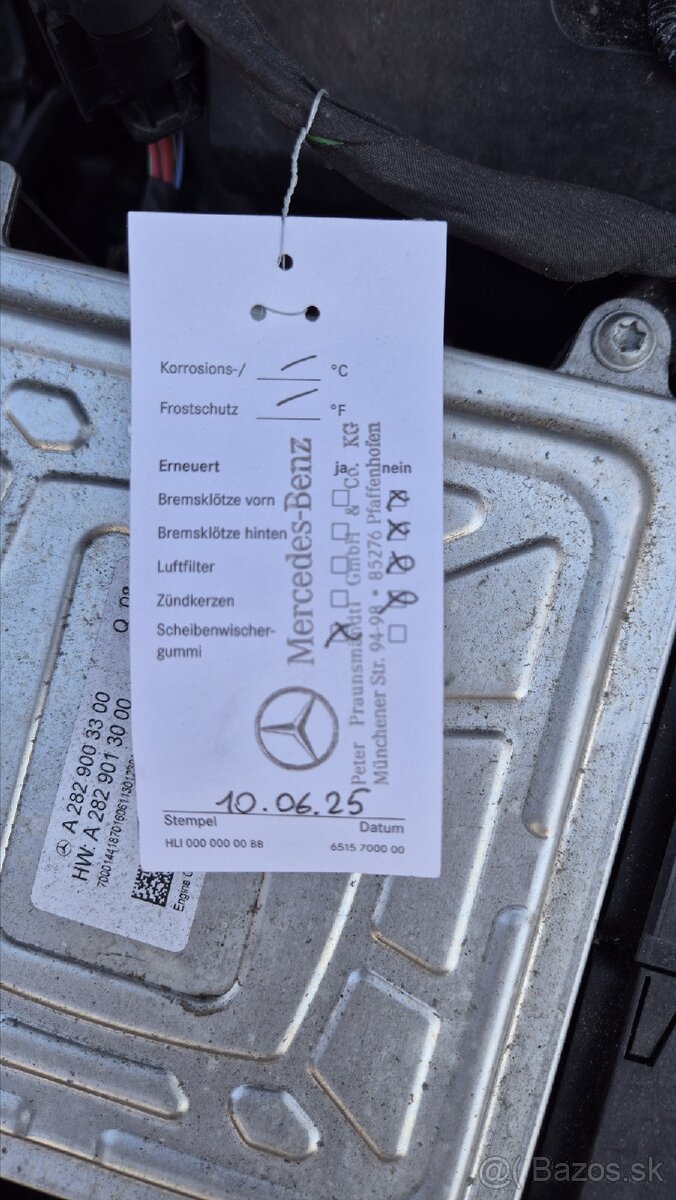 Korrosions-/ °C
Frostschutz °F
Erneuert ja nein
Bremsklötze vorn
Bremsklötze hinten
Luftfilter
Zündkerzen
Scheibenwischer-
gummi
Mercedes-Benz
GmbH & Co. KG
Münchener Str. 94-98 • 85276 Pfaffenhofen
10.06.25
Stempel Datum
HLI 000 000 00 88 6515 7000 00
A 282 900 33 00
HW: A 282 901 30 00
Engine
Bazos.sk